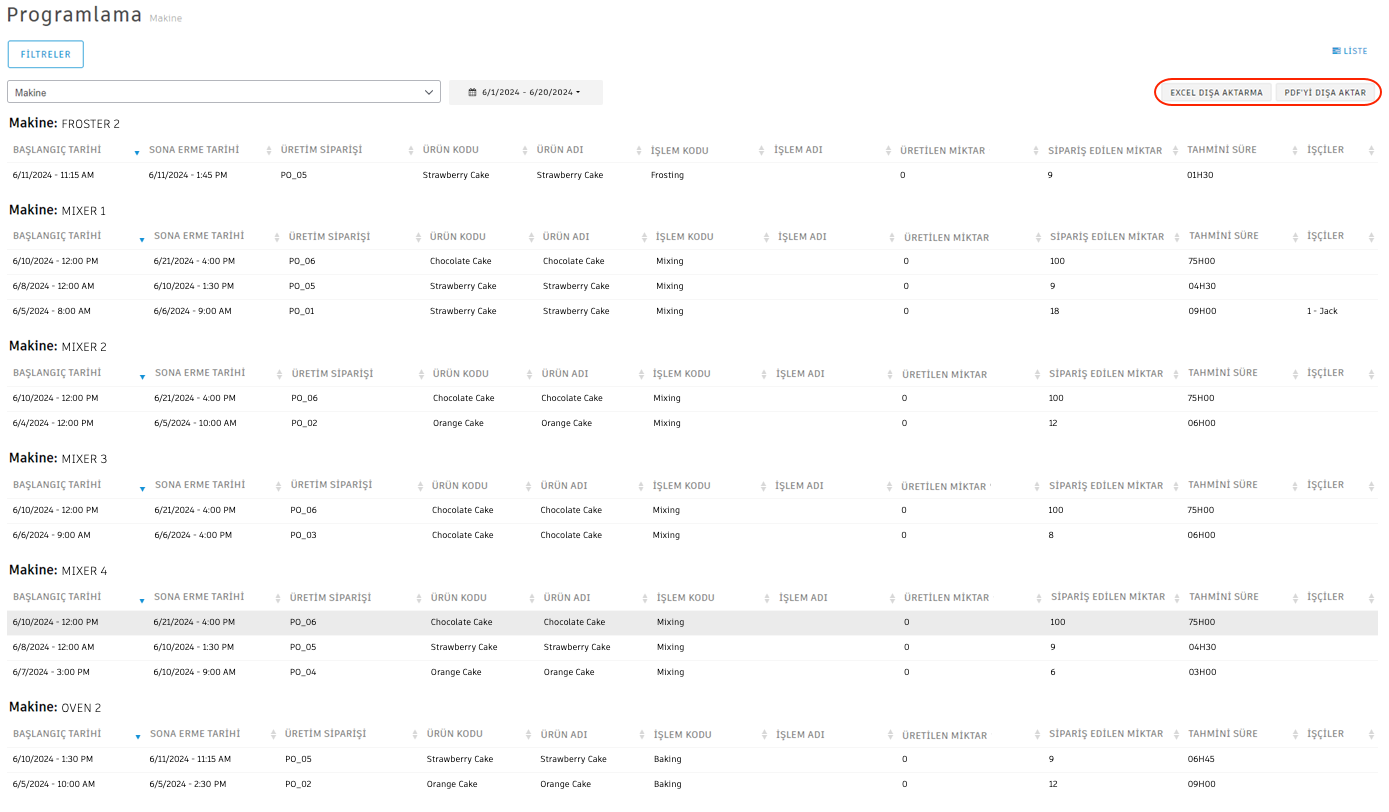 Programlama Makine
FİLTRELER
LİSTE
Makine 6/1/2024 - 6/20/2024 EXCEL DIŞA AKTARMA PDF'Yİ DIŞA AKTAR
Makine: FROSTER 2
BAŞLANGIÇ TARİHİ SONA ERME TARİHİ ÜRETİM SİPARİŞİ ÜRÜN KODU ÜRÜN ADI İŞLEM KODU İŞLEM ADI ÜRETİLEN MİKTAR SİPARİŞ EDİLEN MİKTAR TAHMİNİ SÜRE İŞÇİLER
6/11/2024 - 11:15 AM 6/11/2024 - 1:45 PM PO_05 Strawberry Cake Strawberry Cake Frosting 0 9 01H30
Makine: MIXER 1
BAŞLANGIÇ TARİHİ SONA ERME TARİHİ ÜRETİM SİPARİŞİ ÜRÜN KODU ÜRÜN ADI İŞLEM KODU İŞLEM ADI ÜRETİLEN MİKTAR SİPARİŞ EDİLEN MİKTAR TAHMİNİ SÜRE İŞÇİLER
6/10/2024 - 12:00 PM 6/21/2024 - 4:00 PM PO_06 Chocolate Cake Chocolate Cake Mixing 0 100 75H00
6/8/2024 - 12:00 AM 6/10/2024 - 1:30 PM PO_05 Strawberry Cake Strawberry Cake Mixing 0 9 04H30
6/5/2024 - 8:00 AM 6/6/2024 - 9:00 AM PO_01 Strawberry Cake Strawberry Cake Mixing 0 18 09H00 1 - Jack
Makine: MIXER 2
BAŞLANGIÇ TARİHİ SONA ERME TARİHİ ÜRETİM SİPARİŞİ ÜRÜN KODU ÜRÜN ADI İŞLEM KODU İŞLEM ADI ÜRETİLEN MİKTAR SİPARİŞ EDİLEN MİKTAR TAHMİNİ SÜRE İŞÇİLER
6/10/2024 - 12:00 PM 6/21/2024 - 4:00 PM PO_06 Chocolate Cake Chocolate Cake Mixing 0 100 75H00
6/4/2024 - 12:00 PM 6/5/2024 - 10:00 AM PO_02 Orange Cake Orange Cake Mixing 0 12 06H00
Makine: MIXER 3
BAŞLANGIÇ TARİHİ SONA ERME TARİHİ ÜRETİM SİPARİŞİ ÜRÜN KODU ÜRÜN ADI İŞLEM KODU İŞLEM ADI ÜRETİLEN MİKTAR SİPARİŞ EDİLEN MİKTAR TAHMİNİ SÜRE İŞÇİLER
6/10/2024 - 12:00 PM 6/21/2024 - 4:00 PM PO_06 Chocolate Cake Chocolate Cake Mixing 0 100 75H00
6/6/2024 - 9:00 AM 6/6/2024 - 4:00 PM PO_03 Chocolate Cake Chocolate Cake Mixing 0 8 06H00
Makine: MIXER 4
BAŞLANGIÇ TARİHİ SONA ERME TARİHİ ÜRETİM SİPARİŞİ ÜRÜN KODU ÜRÜN ADI İŞLEM KODU İŞLEM ADI ÜRETİLEN MİKTAR SİPARİŞ EDİLEN MİKTAR TAHMİNİ SÜRE İŞÇİLER
6/10/2024 - 12:00 PM 6/21/2024 - 4:00 PM PO_06 Chocolate Cake Chocolate Cake Mixing 0 100 75H00
6/8/2024 - 12:00 AM 6/10/2024 - 1:30 PM PO_05 Strawberry Cake Strawberry Cake Mixing 0 9 04H30
6/7/2024 - 3:00 PM 6/10/2024 - 9:00 AM PO_04 Orange Cake Orange Cake Mixing 0 6 03H00
Makine: OVEN 2
BAŞLANGIÇ TARİHİ SONA ERME TARİHİ ÜRETİM SİPARİŞİ ÜRÜN KODU ÜRÜN ADI İŞLEM KODU İŞLEM ADI ÜRETİLEN MİKTAR SİPARİŞ EDİLEN MİKTAR TAHMİNİ SÜRE İŞÇİLER
6/10/2024 - 1:30 PM 6/11/2024 - 11:15 AM PO_05 Strawberry Cake Strawberry Cake Baking 0 9 06H45
6/5/2024 - 10:00 AM 6/5/2024 - 2:30 PM PO_02 Orange Cake Orange Cake Baking 0 12 09H00